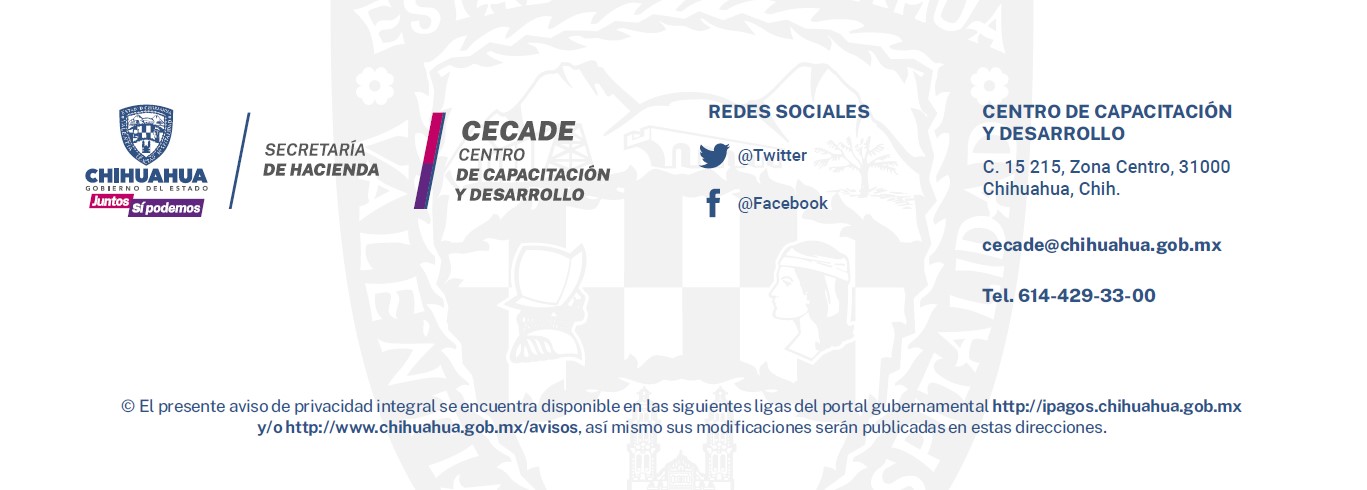 CHIHUAHUA
GOBIERNO DEL ESTADO
Juntos
Sí podemos
SECRETARÍA
DE HACIENDA
CECADE
CENTRO
DE CAPACITACIÓN
Y DESARROLLO
REDES SOCIALES
@Twitter
@Facebook
CENTRO DE CAPACITACIÓN
Y DESARROLLO
C. 15 215, Zona Centro, 31000
Chihuahua, Chih.
cecade@chihuahua.gob.mx
Tel. 614-429-33-00
© El presente aviso de privacidad integral se encuentra disponible en las siguientes ligas del portal gubernamental http://ipagos.chihuahua.gob.mx
y/o http://www.chihuahua.gob.mx/avisos, así mismo sus modificaciones serán publicadas en estas direcciones.